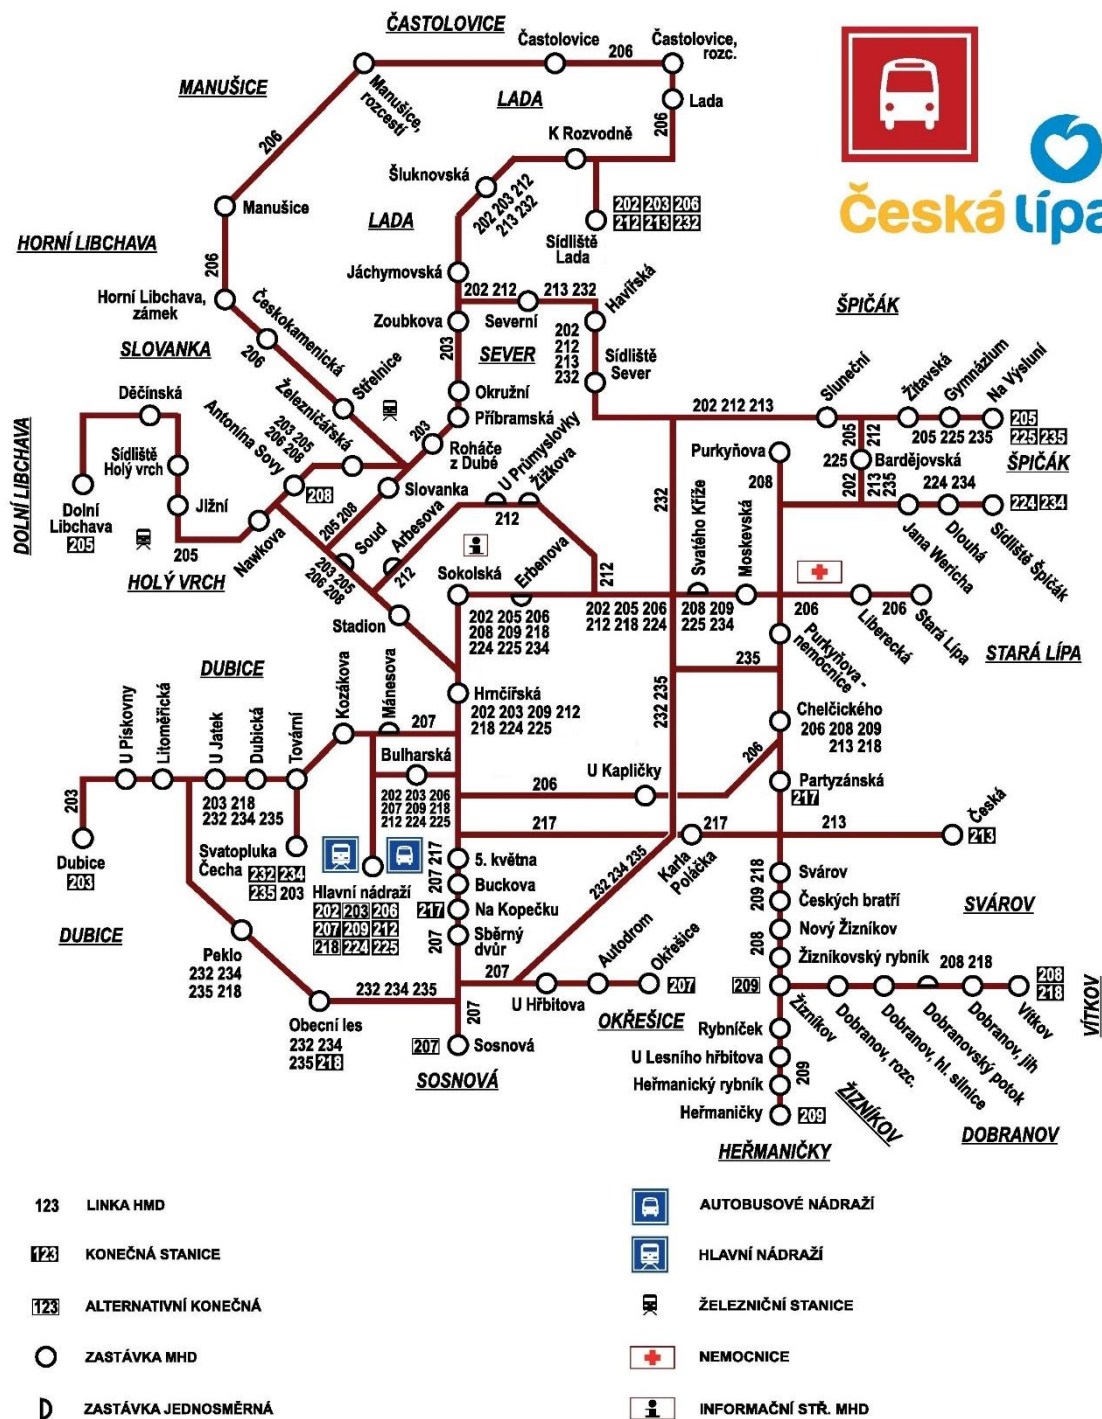 ČASTOLOVICE
Častolovice
206
Častolovice,
rozc.
MANUŠICE
Manušice,
rozcestí
LADA
Lada
206
K Rozvodně
206
Šluknovská
202 203 212
213 232
202 203 206
212 213 232
Sídliště
Lada
Česká lípa
Manušice
LADA
HORNÍ LIBCHAVA
206
Jáchymovská
202 212
213 232
Havířská
Horní Libchava,
zámek
Českokamenická
Zoubkova
Severní
202
212
213
232
ŠPIČÁK
206
SLOVANKA
203
SEVER
Sídliště
Sever
Střelnice
Železničářská
Okružní
Děčínská
Antonína Sovy
203 205
206 208
Příbramská
203
Roháče
z Dubé
202 212 213
Sluneční
Žitavská
Gymnázium
Na Výsluní
205
225 235
205
212
205 225 235
ŠPIČÁK
DOLNÍ LIBCHAVA
Sídliště
Holý vrch
208
Slovanka
U Průmyslovky
Žižkova
212
Purkyňova
208
225
Bardějovská
202
213
235
224 234
224 234
Dolní
Libchava
205
Jižní
205
Nawkova
205 208
Soud
Arbesova
212
232
Svatého Kříže
Moskevská
Jana Wericha
Dlouhá
Sídliště Špičák
HOLÝ VRCH
203 205
206 208
Sokolská
Erbenova
212
202 205 206
208 209 218
224 225 234
202 205 206
212 218 224
208 209
225 234
206
Liberecká
206
Stará Lípa
Stadion
Purkyňova -
nemocnice
STARÁ LÍPA
DUBICE
235
232 235
Kozákova
Mánesova
207
Hrnčířská
202 203 209 212
218 224 225
Chelčického
206 208 209
213 218
U Pískovny
Litoměřická
U Jatek
Dubická
Tovární
Bulharská
202 203 206
207 209 218
212 224 225
U Kapličky
206
206
Partyzánská
217
203
203 218
232 234 235
217
217
213
Česká
213
Dubice
203
Svatopluka
Čecha
232 234
235 203
Hlavní nádraží
202 203 206
207 209 212
218 224 225
207 217
5. května
Buckova
217
Na Kopečku
207
Sběrný
dvůr
232 234 235
Karla
Poláčka
209 218
Svárov
Českých bratří
SVÁROV
208
Nový Žizníkov
Žizníkovský rybník
DUBICE
Peklo
232 234
235 218
207
U Hřbitova
Autodrom
Okřešice
207
OKŘEŠICE
209
Žizníkov
208 218
208
218
VÍTKOV
Dobranov, rozc.
Dobranov, hl. silnice
Dobranovský potok
Dobranov, jih
Vítkov
232 234 235
Obecní les
232 234
235 218
207
207
Sosnová
SOSNOVÁ
Rybníček
U Lesního hřbitova
209
Heřmanický rybník
Heřmaničky
209
ŽIZNÍKOV
DOBRANOV
HEŘMANIČKY
123 LINKA HMD
123 KONEČNÁ STANICE
123 ALTERNATIVNÍ KONEČNÁ
ZASTÁVKA MHD
ZASTÁVKA JEDNOSMĚRNÁ
AUTOBUSOVÉ NÁDRAŽÍ
HLAVNÍ NÁDRAŽÍ
ŽELEZNIČNÍ STANICE
NEMOCNICE
INFORMAČNÍ STŘ. MHD